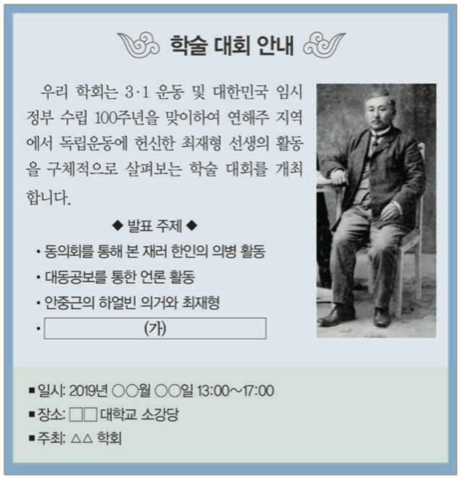 학술 대회 안내
우리 학회는 3·1 운동 및 대한민국 임시
정부 수립 100주년을 맞이하여 연해주 지역
에서 독립운동에 헌신한 최재형 선생의 활동
을 구체적으로 살펴보는 학술 대회를 개최
합니다.
◆ 발표 주제 ◆
• 동의회를 통해 본 재러 한인의 의병 활동
• 대동공보를 통한 언론 활동
• 안중근의 하얼빈 의거와 최재형
• (가)
■ 일시: 2019년 ○○월 ○○일 13:00~17:00
■ 장소: □□ 대학교 소강당
■ 주최: △△ 학회